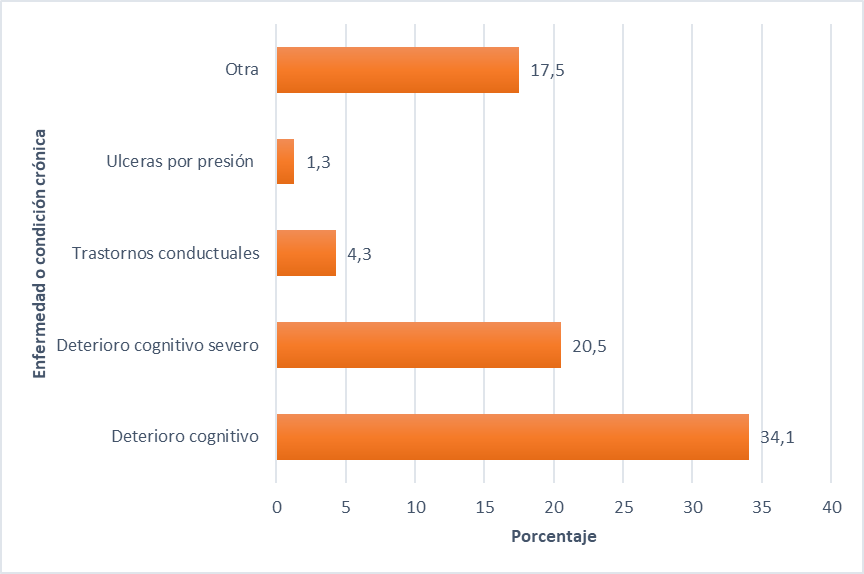 Otra
17,5
Ulceras por presión
1,3
Trastornos conductuales
4,3
Deterioro cognitivo severo
20,5
Deterioro cognitivo
34,1
Enfermedad o condición crónica
0 5 10 15 20 25 30 35 40
Porcentaje